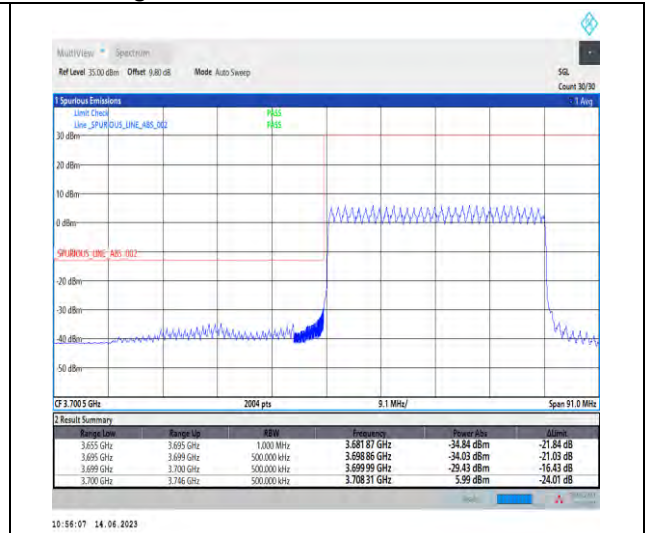 MultiView Spectrum
Ref Level 35.00 dBm Offset 9.80 dB Mode Auto Sweep SGL
Count 30/30
1 Spurious Emissions 1 Avg
Limit Check PASS
Line _SPURIOUS_LINE_ABS_002 PASS
30 dBm
20 dBm
10 dBm
0 dBm
_SPURIOUS_LINE_ABS_002
-20 dBm
-30 dBm
-40 dBm
-50 dBm
CF 3.7005 GHz 2004 pts 9.1 MHz/ Span 91.0 MHz
2 Result Summary
Range Low Range Up RBW Frequency Power Abs ΔLimit
3.655 GHz 3.695 GHz 1.000 MHz 3.681 87 GHz -34.84 dBm -21.84 dB
3.695 GHz 3.699 GHz 500.000 kHz 3.698 86 GHz -34.03 dBm -21.03 dB
3.699 GHz 3.700 GHz 500.000 kHz 3.699 99 GHz -29.43 dBm -16.43 dB
3.700 GHz 3.746 GHz 500.000 kHz 3.708 31 GHz 5.99 dBm -24.01 dB
10:56:07 14.06.2023